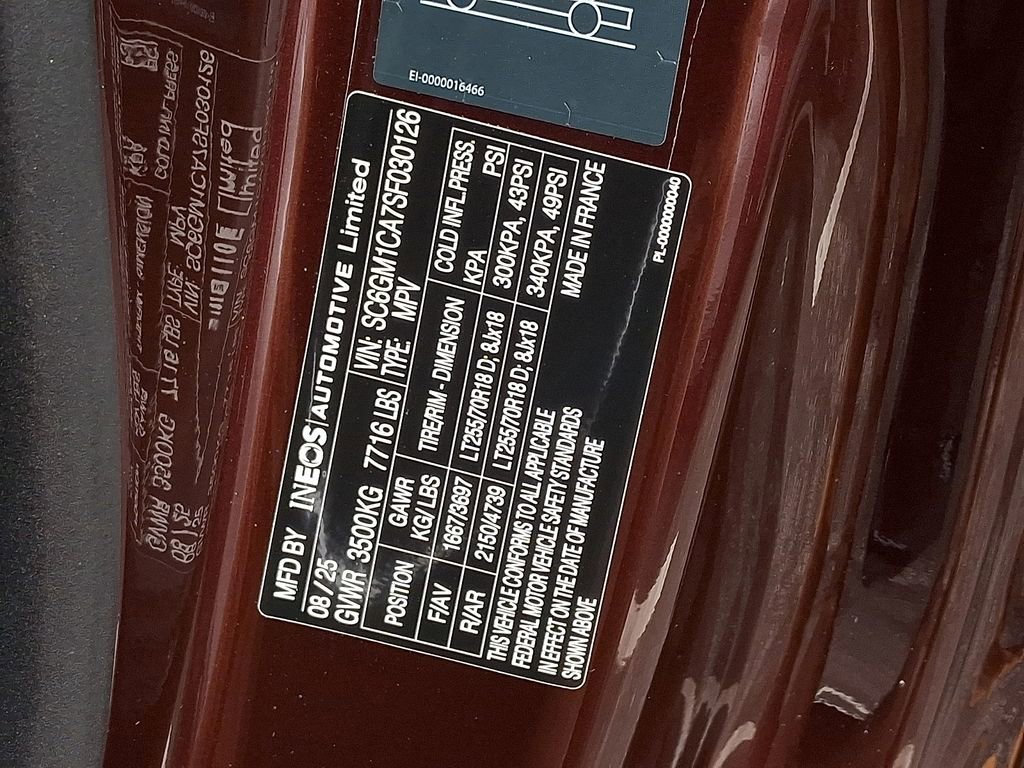 EI-0000016466
MFD BY INEOS | AUTOMOTIVE Limited
08 / 25 VIN: SC6GM1CA7SF030126
GVWR 3500KG 7716 LBS TYPE: MPV
POSITION GAWR KG/LBS TIRE/RIM - DIMENSION COLD INFL.PRESS. KPA PSI
F/AV 1667/3697 LT255/70R18 D; 8Jx18 300KPA, 43PSI
R/AR 2150/4739 LT255/70R18 D; 8Jx18 340KPA, 49PSI
THIS VEHICLE CONFORMS TO ALL APPLICABLE MADE IN FRANCE
FEDERAL MOTOR VEHICLE SAFETY STANDARDS
IN EFFECT ON THE DATE OF MANUFACTURE
SHOWN ABOVE
PL-0000000040